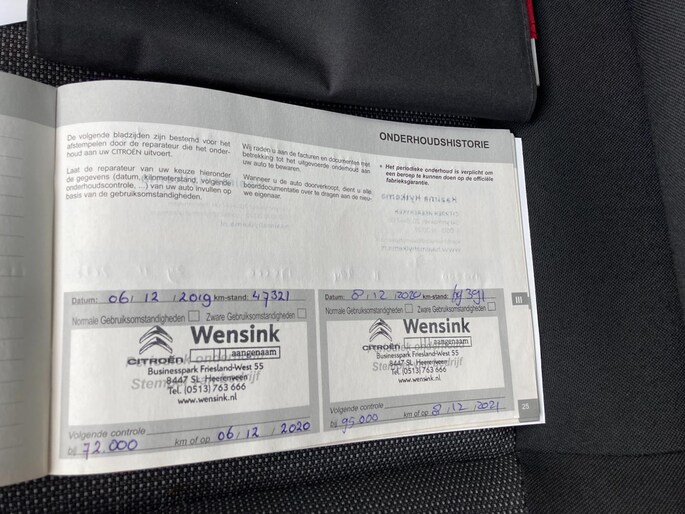 ONDERHOUDSHISTORIE
De volgende bladzijden zijn bestemd voor het
afstempelen door de reparateur die het onder-
houd aan uw CITROËN uitvoert.
Laat de reparateur van uw keuze hieronder
de gegevens (datum, kilometerstand, volgende
onderhoudscontrole, ...) van uw auto invullen op
basis van de gebruiksomstandigheden.
Wij raden u aan de facturen en documenten met
betrekking tot het uitgevoerde onderhoud aan
uw auto te bewaren.
Wanneer u de auto doorverkoopt, dient u alle
boorddocumentatie over te dragen aan de nieu-
we eigenaar.
* Het periodieke onderhoud is verplicht om
een beroep te kunnen doen op de officiële
fabrieksgarantie.
Datum: 06/12/2019 km-stand: 47321
Normale Gebruiksomstandigheden Zware Gebruiksomstandigheden
Wensink
CITROËN aangenaam
Businesspark Friesland-West 55
8447 SL Heerenveen
Tel. (0513) 763 666
www.wensink.nl
Volgende controle
bij 72.000 km of op 06/12/2020
Datum: 8/12/2020 km-stand:
Normale Gebruiksomstandigheden Zware Gebruiksomstandigheden
Wensink
CITROËN aangenaam
Businesspark Friesland-West 55
8447 SL Heerenveen
Tel. (0513) 763 666
www.wensink.nl
Volgende controle
bij 95.000 km of op 8/12/2021
III
25